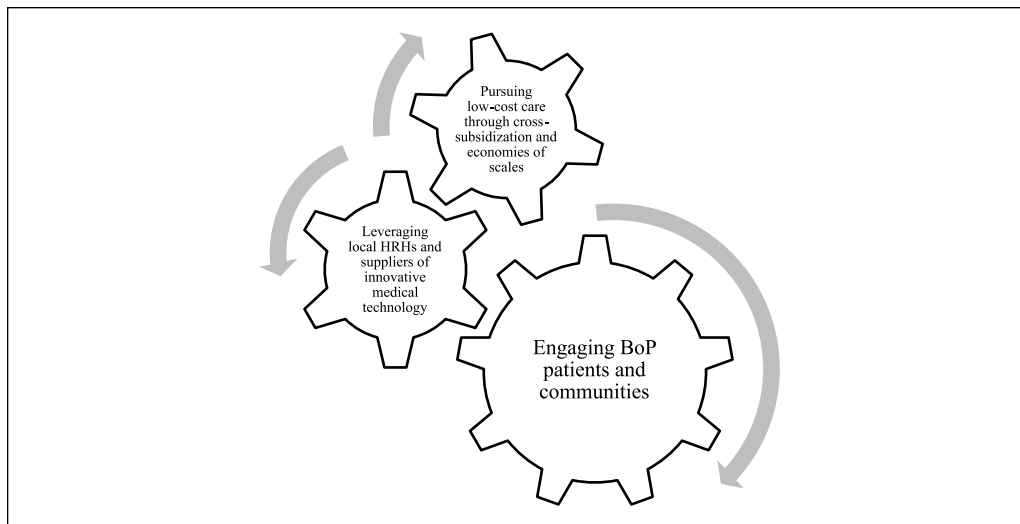 Pursuing
low-cost care
through cross-
subsidization and
economies of
scales
Leveraging
local HRHs and
suppliers of
innovative
medical
technology
Engaging BoP
patients and
communities